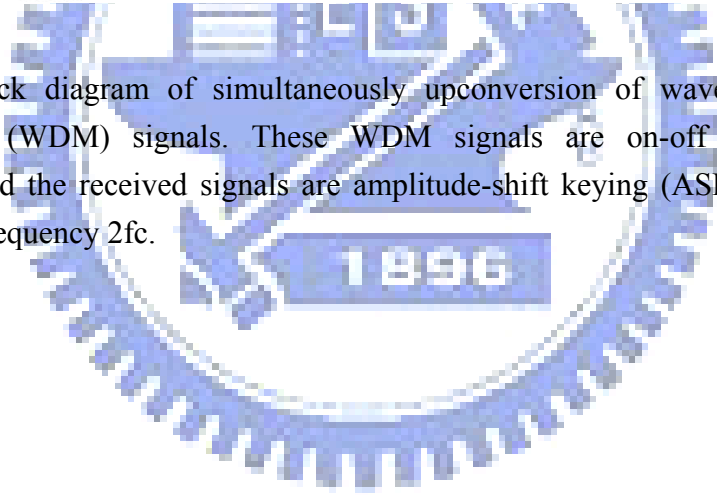 ck diagram of simultaneously upconversion of wav
(WDM) signals. These WDM signals are on-off
d the received signals are amplitude-shift keying (AS
equency 2fc.
1896